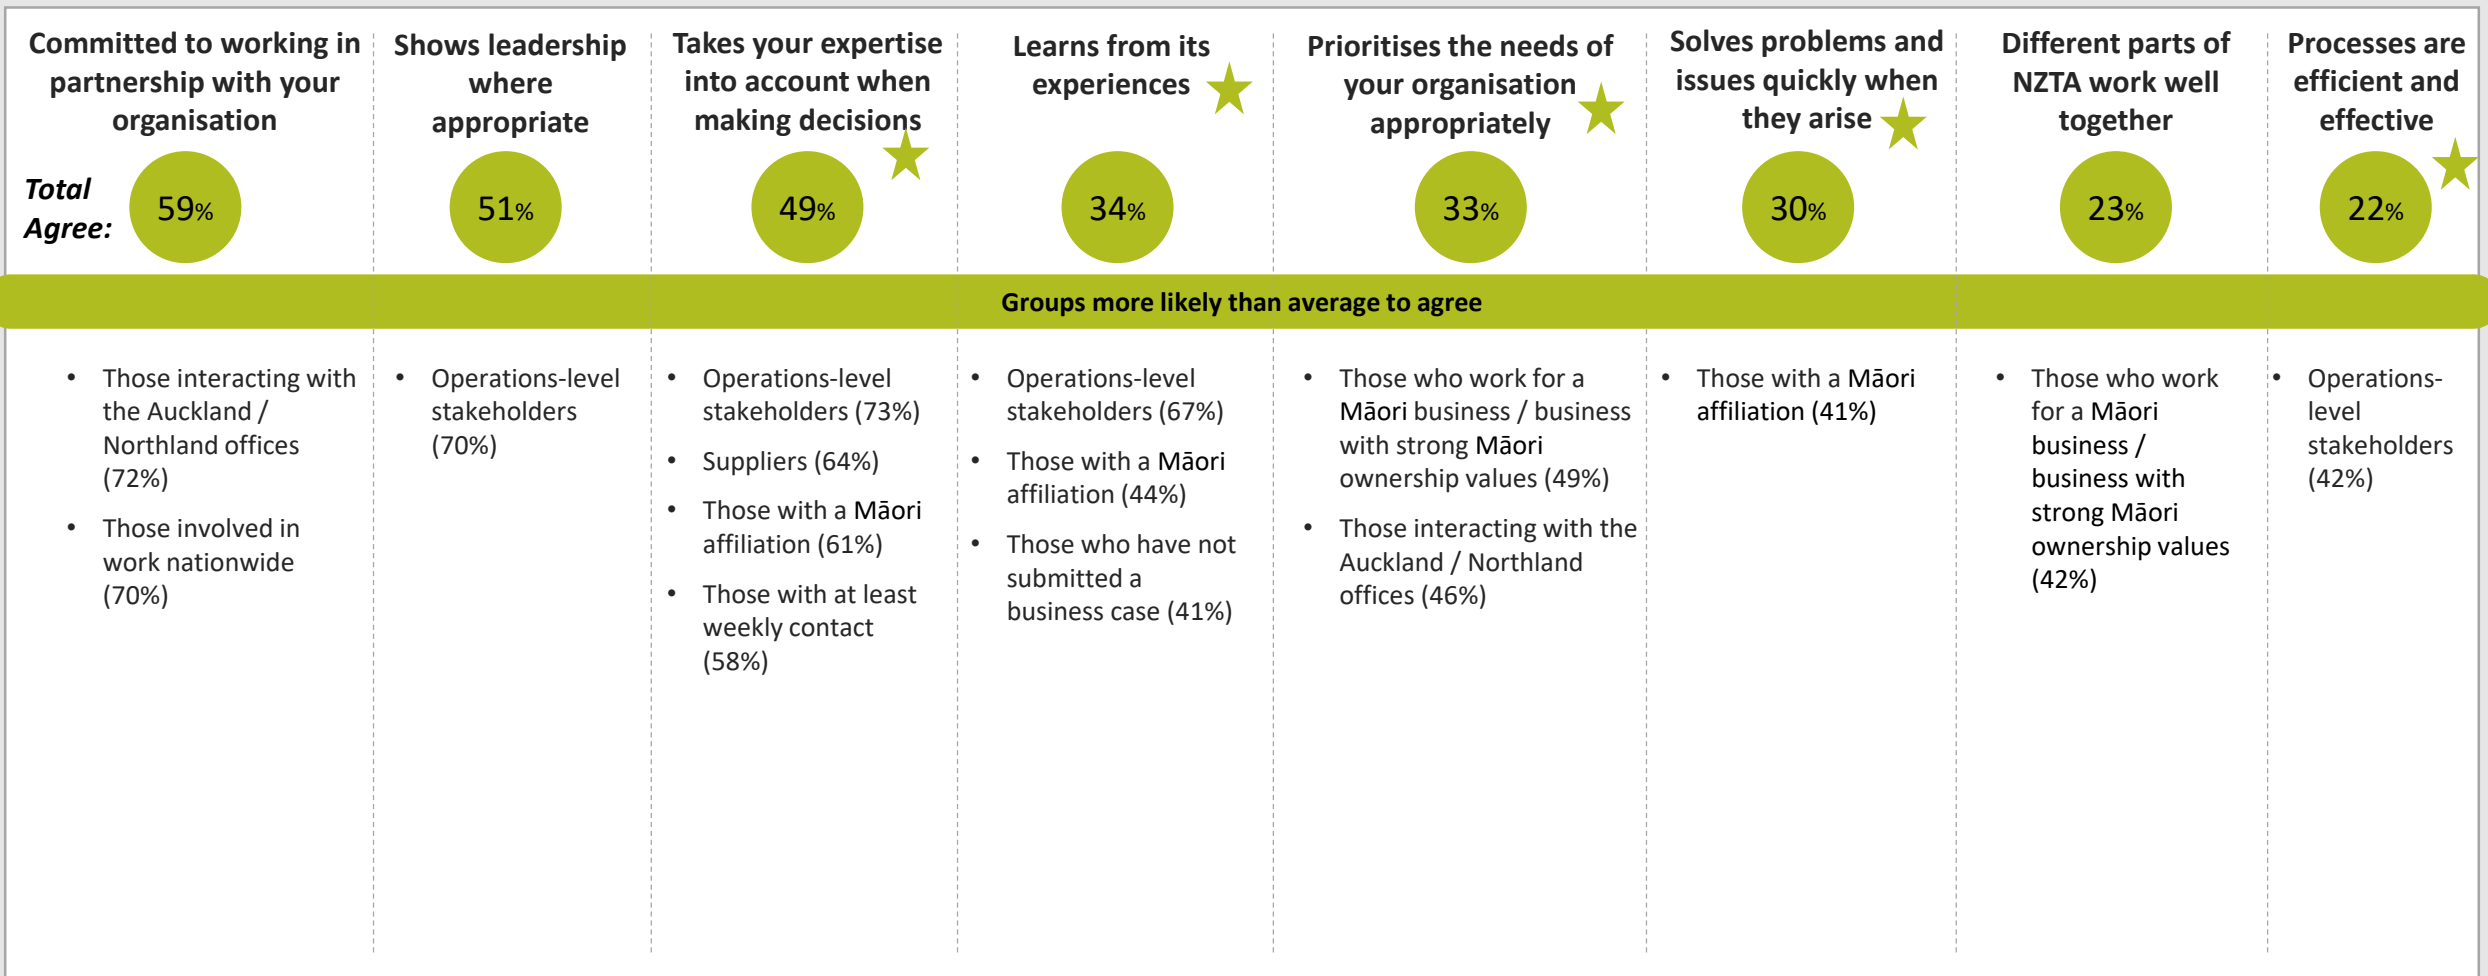 Committed to working in
partnership with your
organisation
Shows leadership
where
appropriate
Takes your expertise
into account when
making decisions
Learns from its
experiences
Prioritises the needs of
your organisation
appropriately
Solves problems and
issues quickly when
they arise
Different parts of
NZTA work well
together
Processes are
efficient and
effective
Total
Agree:
59%
51%
49%
34%
33%
30%
23%
22%
Groups more likely than average to agree
• Those interacting with
the Auckland /
Northland offices
(72%)
• Those involved in
work nationwide
(70%)
• Operations-level
stakeholders
(70%)
• Operations-level
stakeholders (73%)
• Suppliers (64%)
• Those with a Māori
affiliation (61%)
• Those with at least
weekly contact
(58%)
• Operations-level
stakeholders (67%)
• Those with a Māori
affiliation (44%)
• Those who have not
submitted a
business case (41%)
• Those who work for a
Māori business / business
with strong Māori
ownership values (49%)
• Those interacting with the
Auckland / Northland
offices (46%)
• Those with a Māori
affiliation (41%)
• Those who work
for a Māori
business /
business with
strong Māori
ownership values
(42%)
• Operations-
level
stakeholders
(42%)